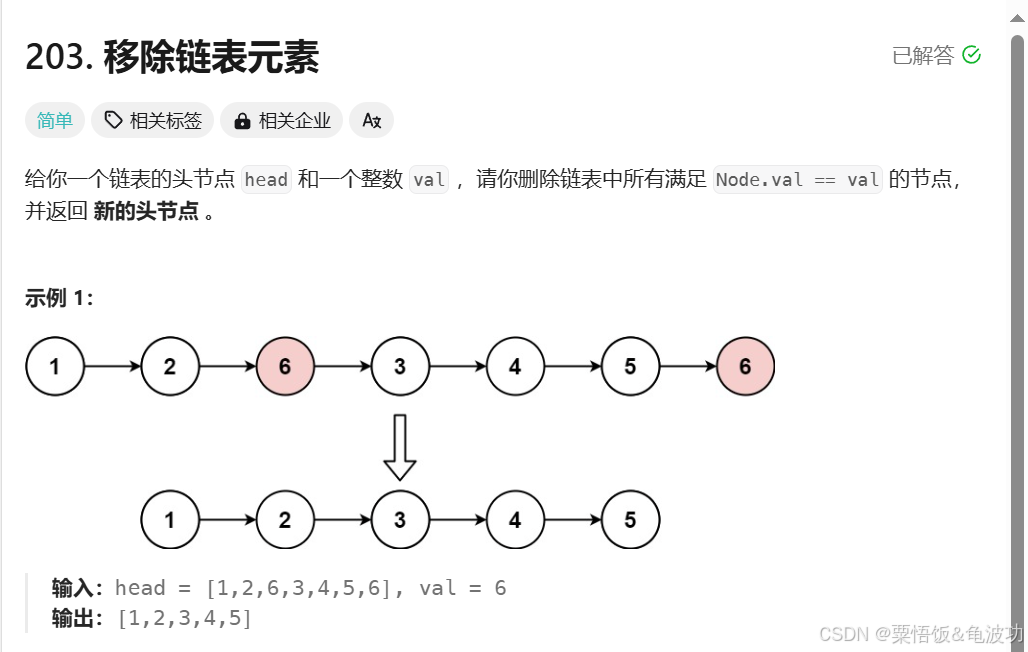 203. 移除链表元素
已解答
简单 相关标签 相关企业 Aえ
给你一个链表的头节点 head 和一个整数 val ，请你删除链表中所有满足 Node.val == val 的节点，
并返回 新的头节点 。
示例 1：
1 2 6 3 4 5 6
1 2 3 4 5
输入：head = [1,2,6,3,4,5,6], val = 6
输出：[1,2,3,4,5]
CSDN @粟悟饭&龟波功